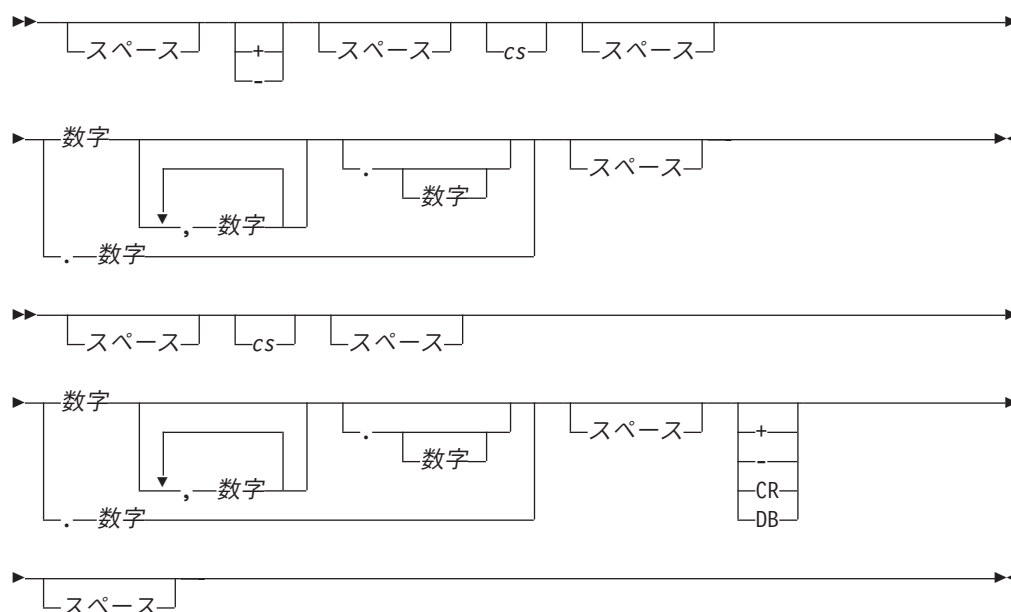 スペース + スペース cs スペース
-
数字 . スペース
数字
, 数字
. 数字
スペース cs スペース
数字 . スペース +
数字 -
, 数字 CR
. 数字 DB
スペース